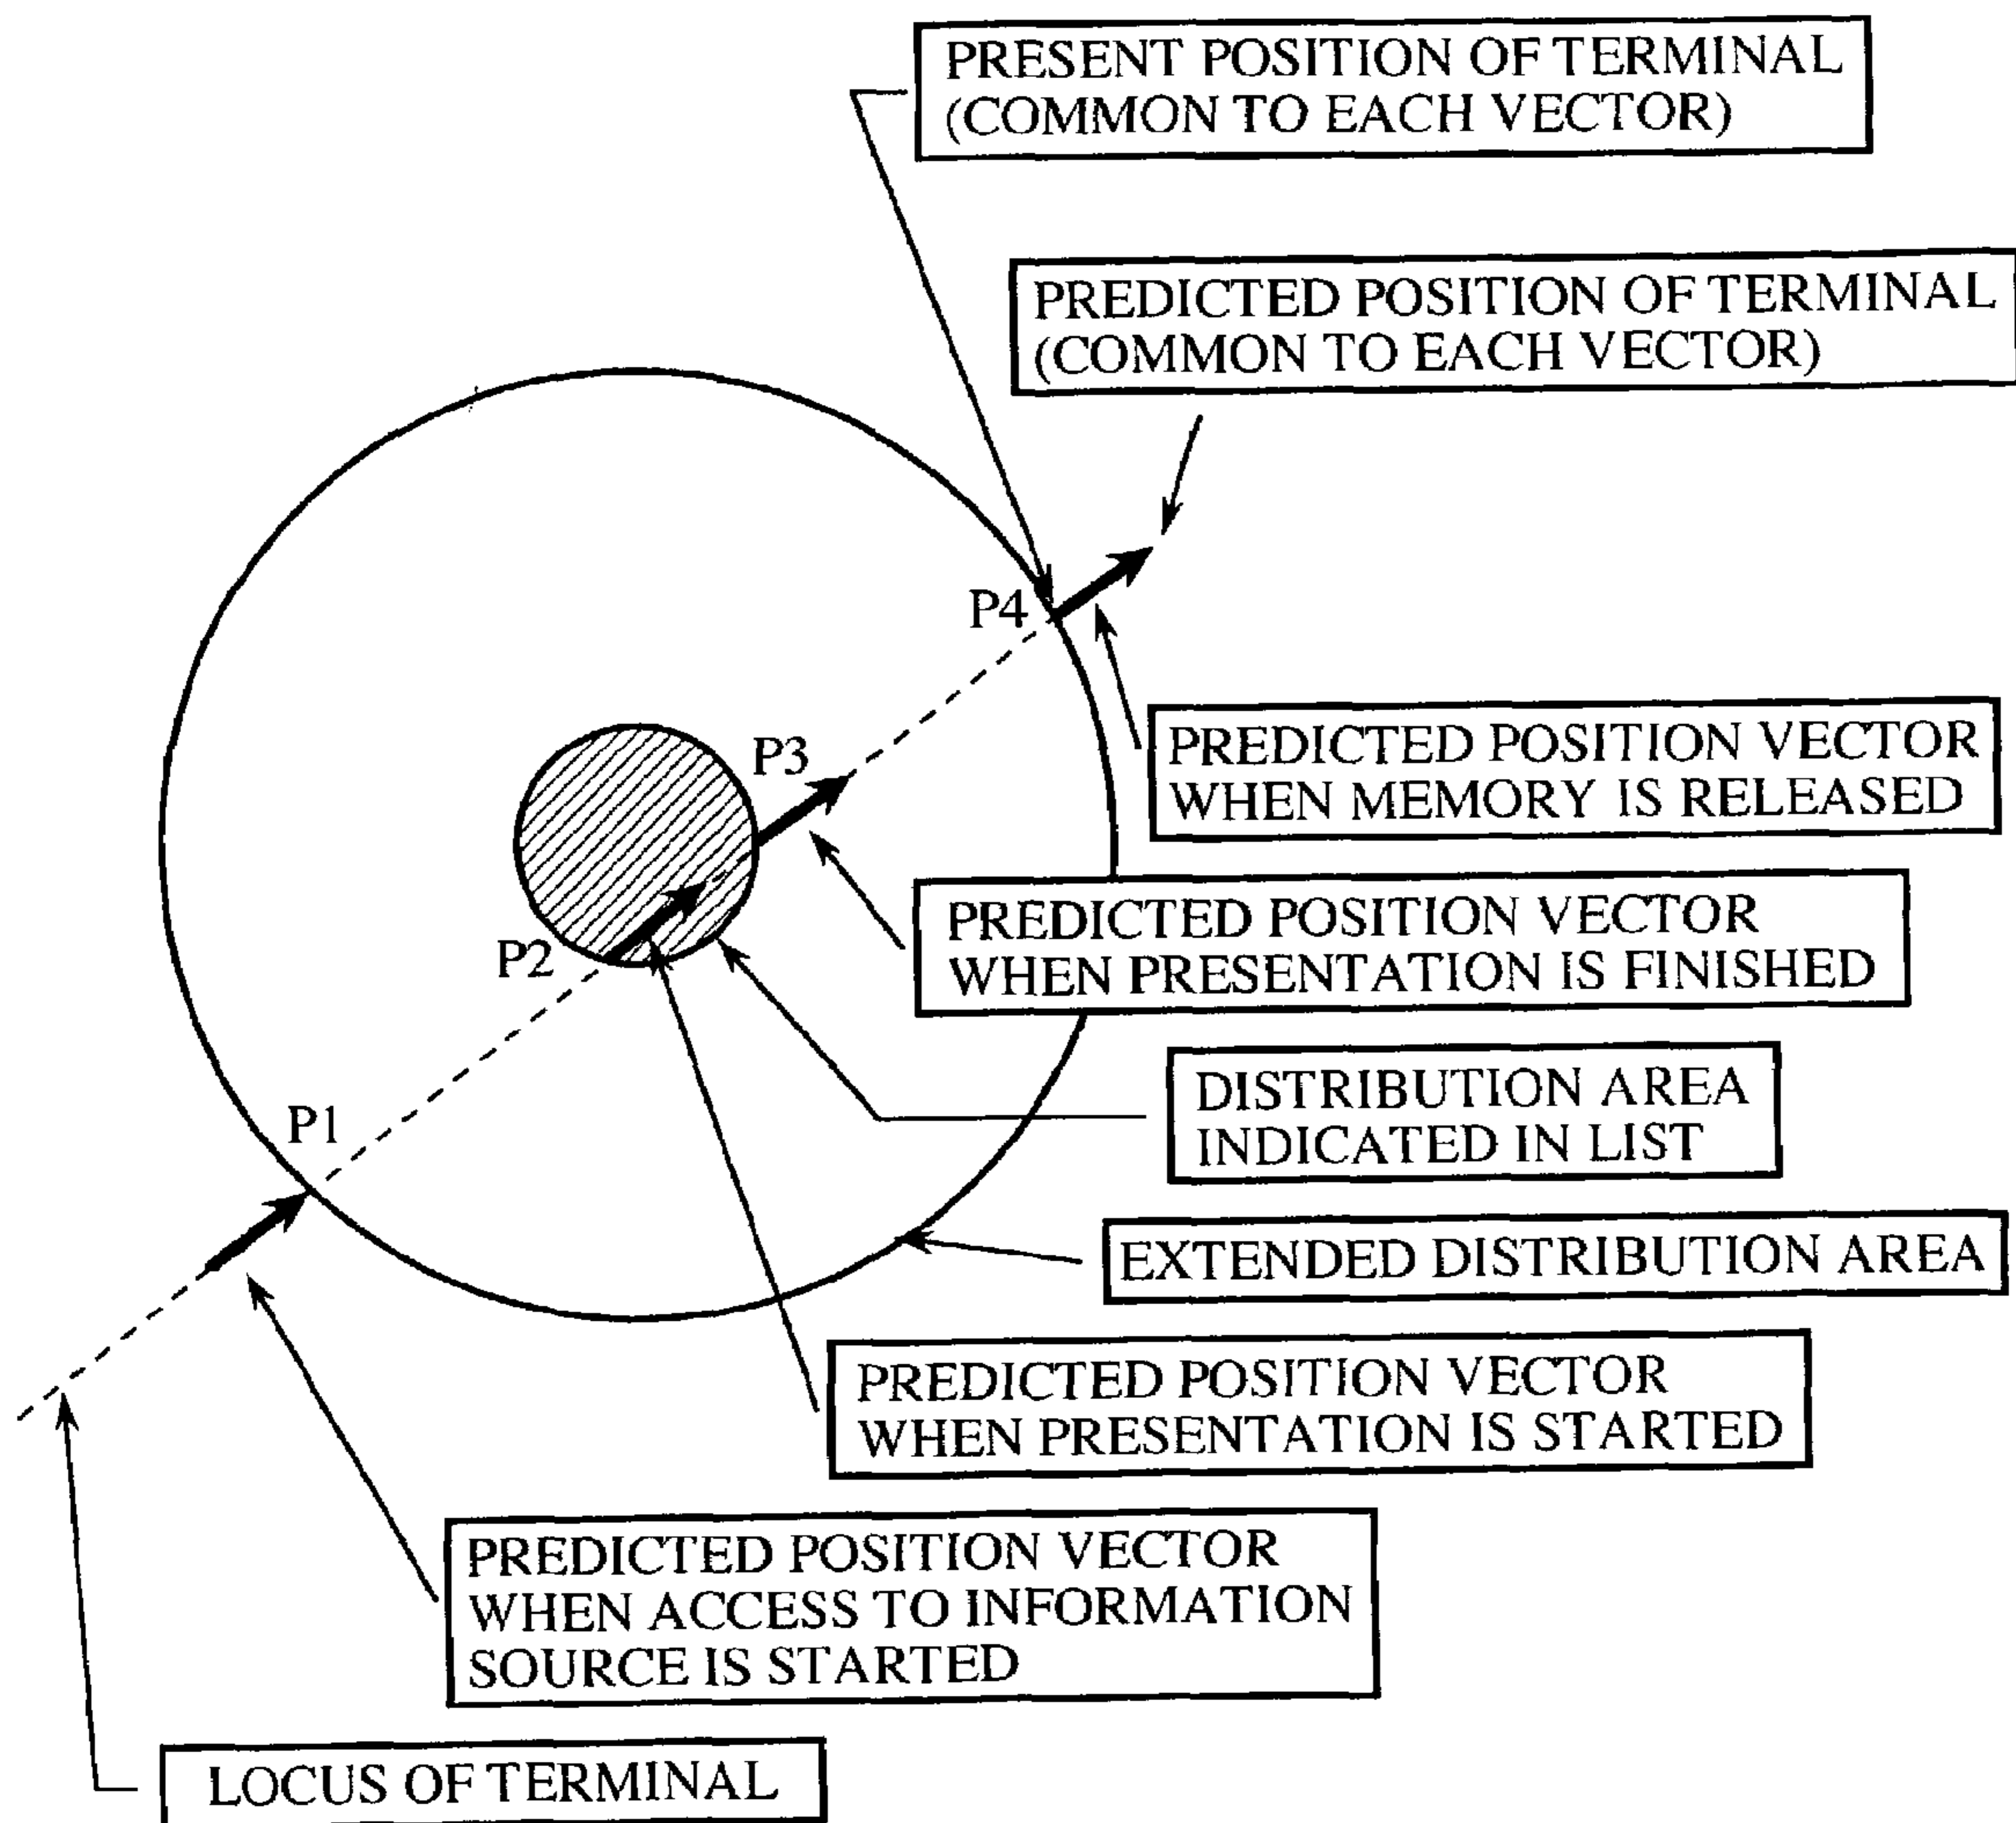 PRESENT POSITION OF TERMINAL
(COMMON TO EACH VECTOR)
PREDICTED POSITION OF TERMINAL
(COMMON TO EACH VECTOR)
P4
PREDICTED POSITION VECTOR
WHEN MEMORY IS RELEASED
P3
PREDICTED POSITION VECTOR
WHEN PRESENTATION IS FINISHED
P2
DISTRIBUTION AREA
INDICATED IN LIST
P1
EXTENDED DISTRIBUTION AREA
PREDICTED POSITION VECTOR
WHEN PRESENTATION IS STARTED
PREDICTED POSITION VECTOR
WHEN ACCESS TO INFORMATION
SOURCE IS STARTED
LOCUS OF TERMINAL